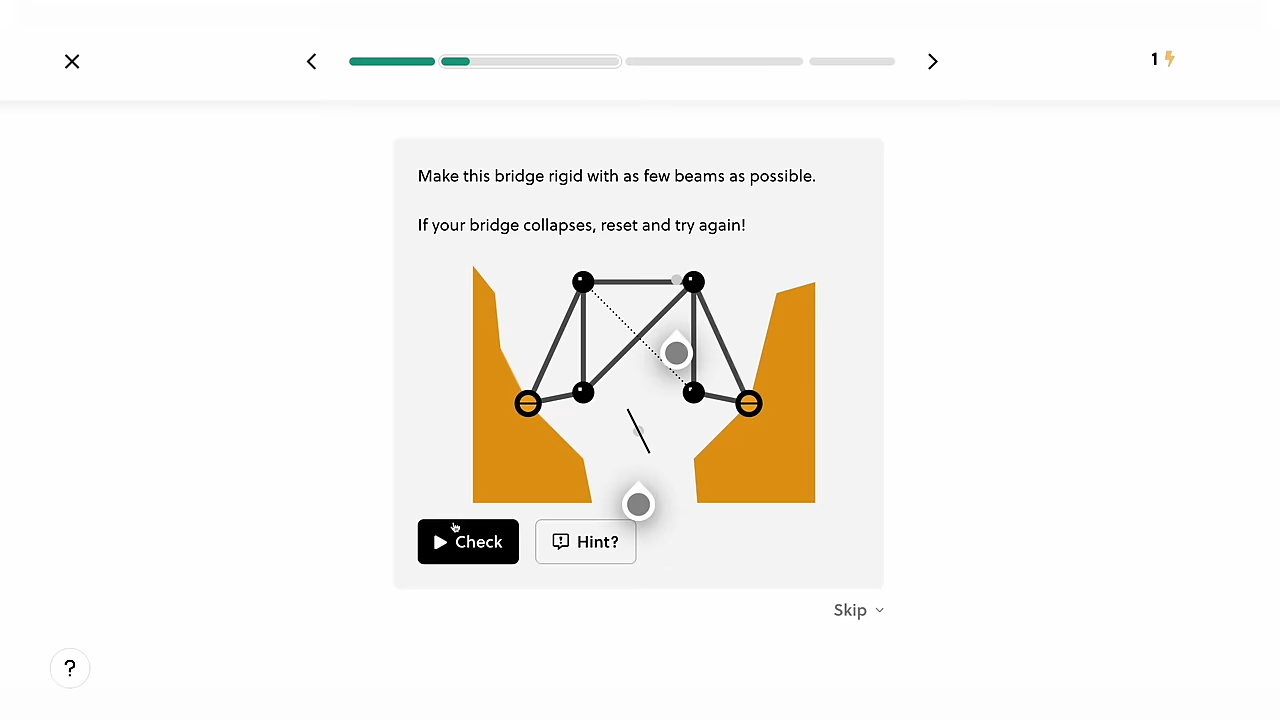 1
Make this bridge rigid with as few beams as possible.
If your bridge collapses, reset and try again!
Check
Hint?
Skip
?